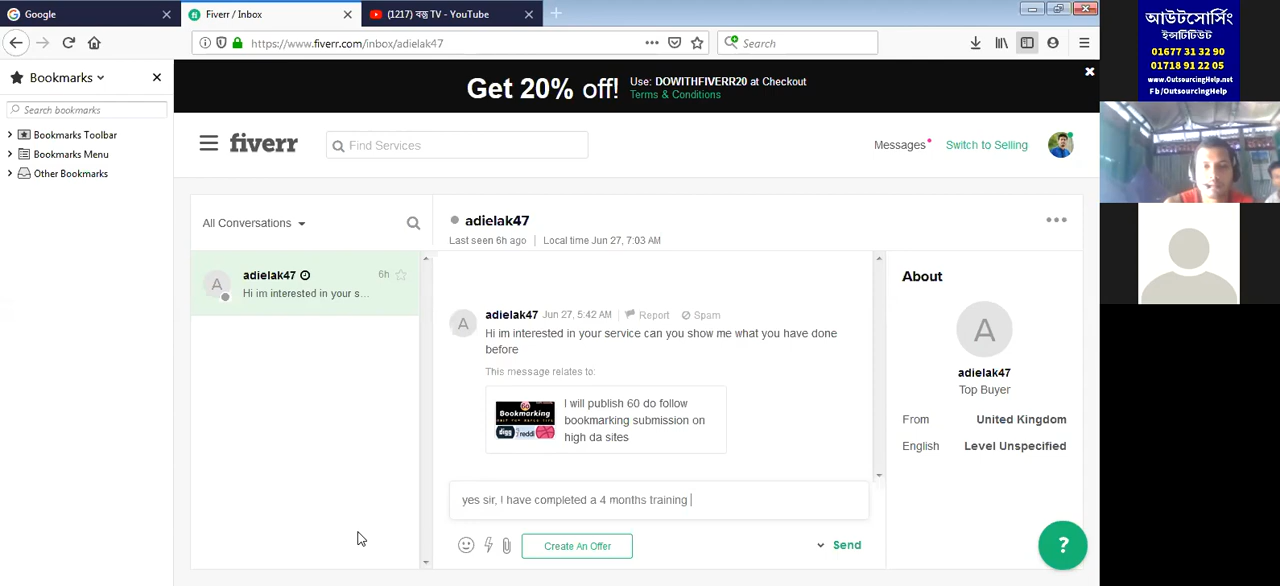 Google
Fiverr / Inbox
(1217) বন্ধু TV - YouTube
https://www.fiverr.com/inbox/adielak47
Search
Bookmarks
Search bookmarks
Bookmarks Toolbar
Bookmarks Menu
Other Bookmarks
Get 20% off!
Use: DOWITHFIVERR20 at Checkout
Terms & Conditions
fiverr
Find Services
Messages
Switch to Selling
All Conversations
adielak47
6h
Hi im interested in your s...
adielak47
Last seen 6h ago | Local time Jun 27, 7:03 AM
A
A
adielak47 Jun 27, 5:42 AM
Report
Spam
Hi im interested in your service can you show me what you have done
before
This message relates to:
Bookmarking
digg
reddi
I will publish 60 do follow
bookmarking submission on
high da sites
yes sir, I have completed a 4 months training
Create An Offer
Send
About
A
adielak47
Top Buyer
From United Kingdom
English Level Unspecified
?
আউটসোর্সিং
ইন্সটিটিউট
01677 31 32 90
01718 91 22 05
www.OutsourcingHelp.net
Fb/OutsourcingHelp